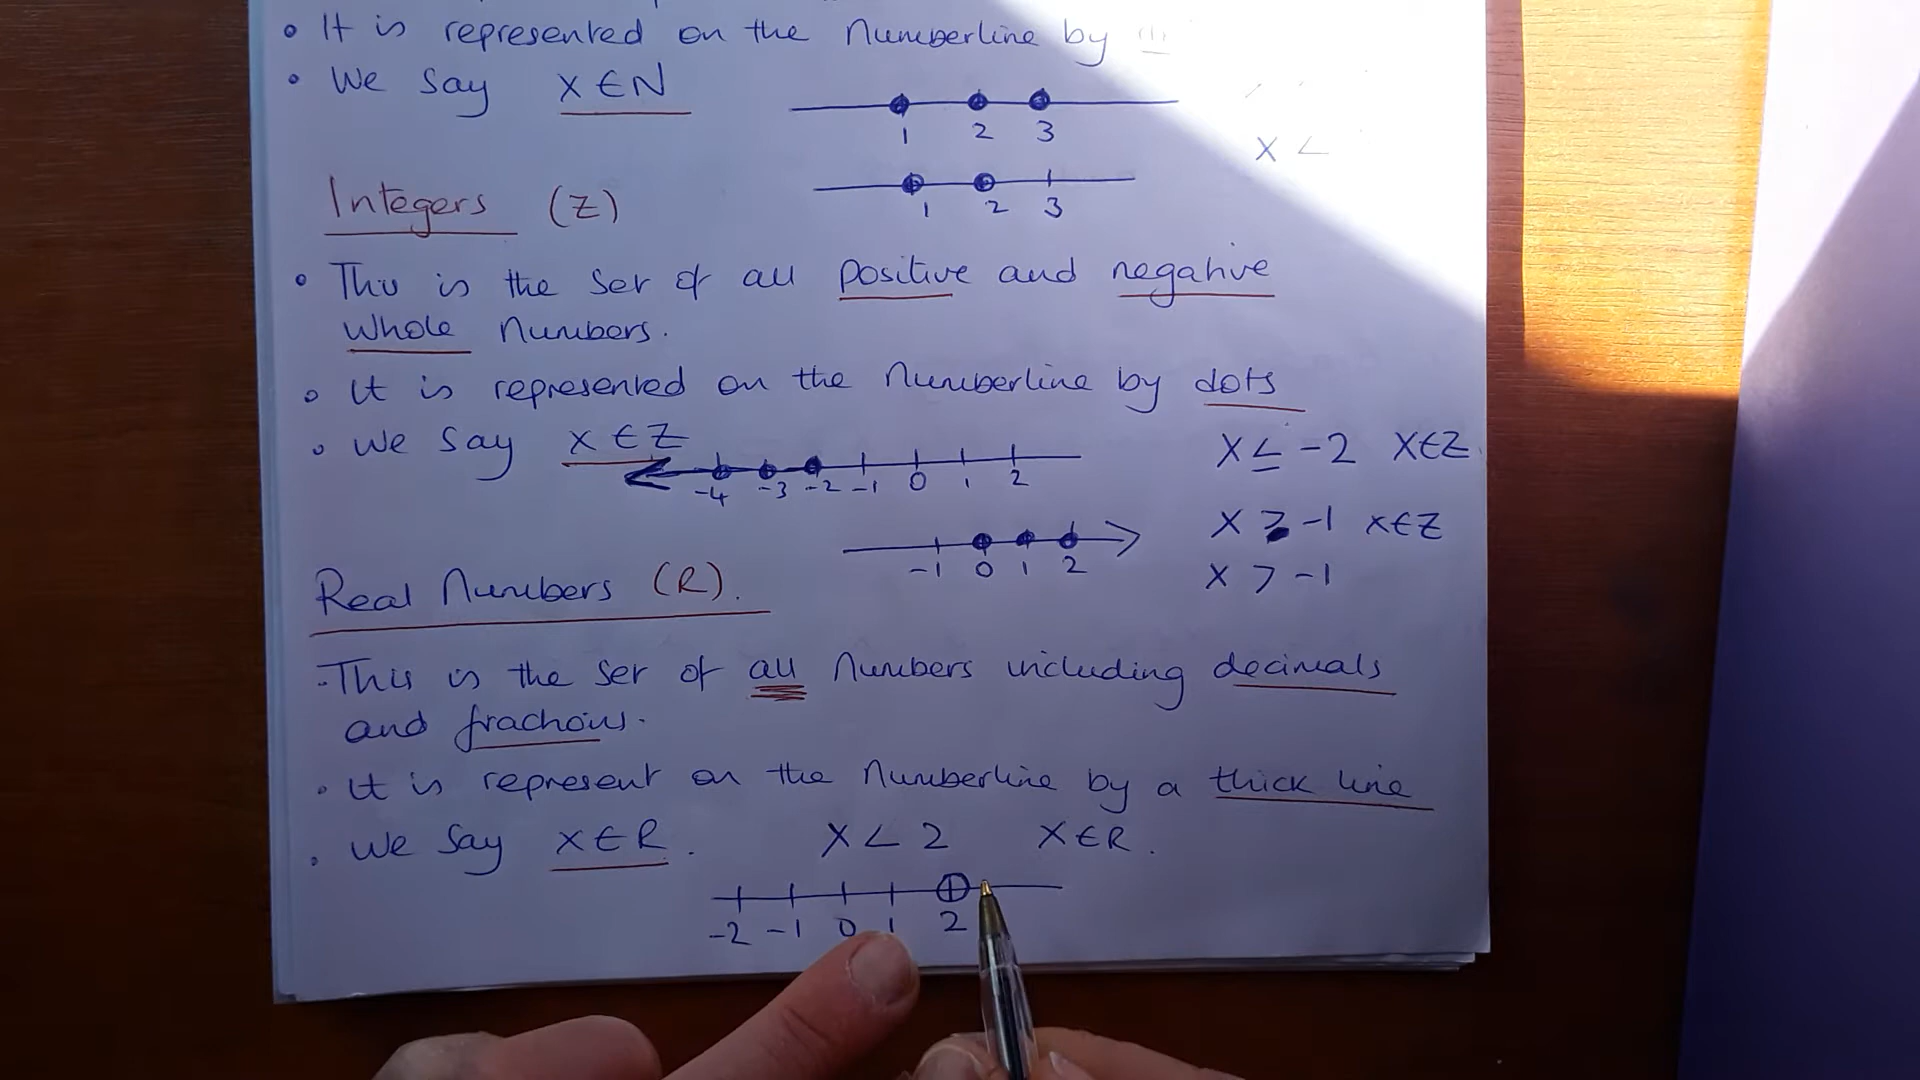 • It is represented on the Numberline by
• We say x ∈ N
1 2 3
x <
Integers (Z)
1 2 3
• This is the set of all positive and negative
whole numbers.
• It is represented on the Numberline by dots
• We say x ∈ Z
-4 -3 -2 -1 0 1 2
x ≤ -2 x ∈ Z
x ≥ -1 x ∈ Z
-1 0 1 2
x > -1
Real Numbers (R).
- This is the set of all numbers including decimals
and fractions.
• It is represent on the Numberline by a thick line
• We say x ∈ R. x < 2 x ∈ R.
-2 -1 0 1 2